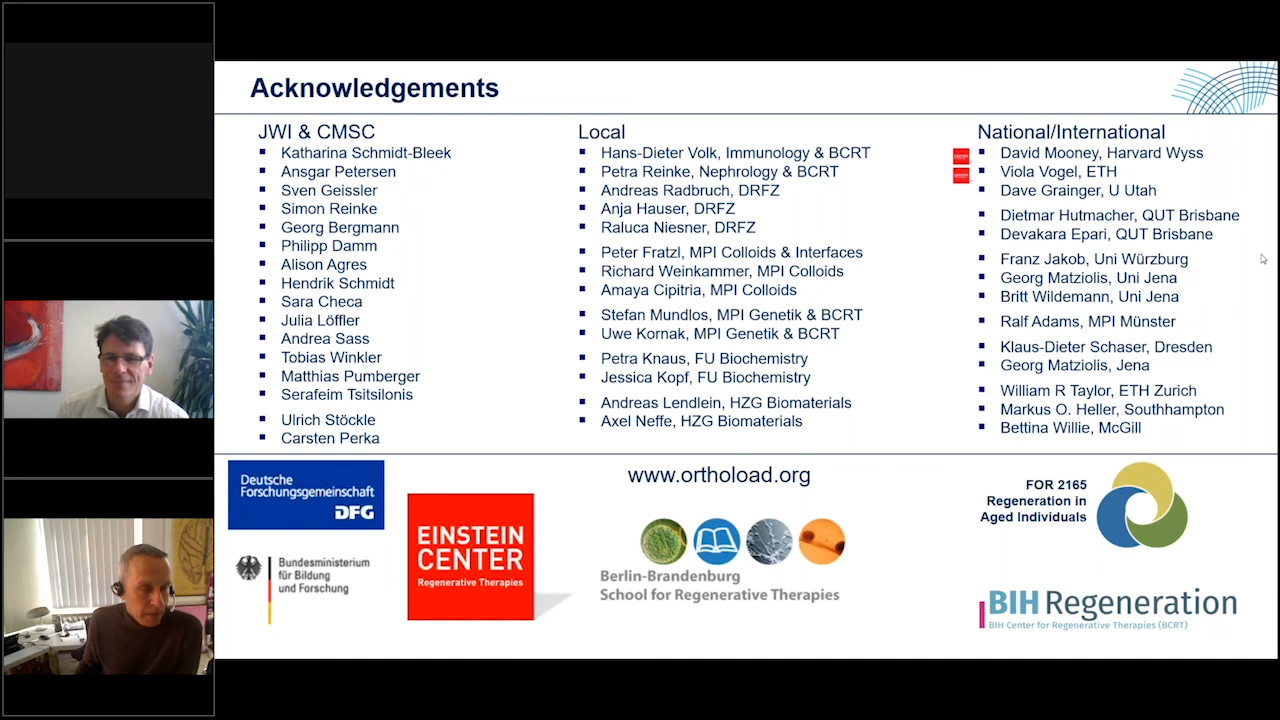 Acknowledgements
JWI & CMSC
Katharina Schmidt-Bleek
Ansgar Petersen
Sven Geissler
Simon Reinke
Georg Bergmann
Philipp Damm
Alison Agres
Hendrik Schmidt
Sara Checa
Julia Löffler
Andrea Sass
Tobias Winkler
Matthias Pumberger
Serafeim Tsitsilonis
Ulrich Stöckle
Carsten Perka
Local
Hans-Dieter Volk, Immunology & BCRT
Petra Reinke, Nephrology & BCRT
Andreas Radbruch, DRFZ
Anja Hauser, DRFZ
Raluca Niesner, DRFZ
Peter Fratzl, MPI Colloids & Interfaces
Richard Weinkammer, MPI Colloids
Amaya Cipitria, MPI Colloids
Stefan Mundlos, MPI Genetik & BCRT
Uwe Kornak, MPI Genetik & BCRT
Petra Knaus, FU Biochemistry
Jessica Kopf, FU Biochemistry
Andreas Lendlein, HZG Biomaterials
Axel Neffe, HZG Biomaterials
National/International
David Mooney, Harvard Wyss
Viola Vogel, ETH
Dave Grainger, U Utah
Dietmar Hutmacher, QUT Brisbane
Devakara Epari, QUT Brisbane
Franz Jakob, Uni Würzburg
Georg Matziolis, Uni Jena
Britt Wildemann, Uni Jena
Ralf Adams, MPI Münster
Klaus-Dieter Schaser, Dresden
Georg Matziolis, Jena
William R Taylor, ETH Zurich
Markus O. Heller, Southhampton
Bettina Willie, McGill
Deutsche
Forschungsgemeinschaft
DFG
Bundesministerium
für Bildung
und Forschung
EINSTEIN
CENTER
Regenerative Therapies
www.orthoload.org
Berlin-Brandenburg
School for Regenerative Therapies
FOR 2165
Regeneration in
Aged Individuals
BIH Regeneration
BIH Center for Regenerative Therapies (BCRT)